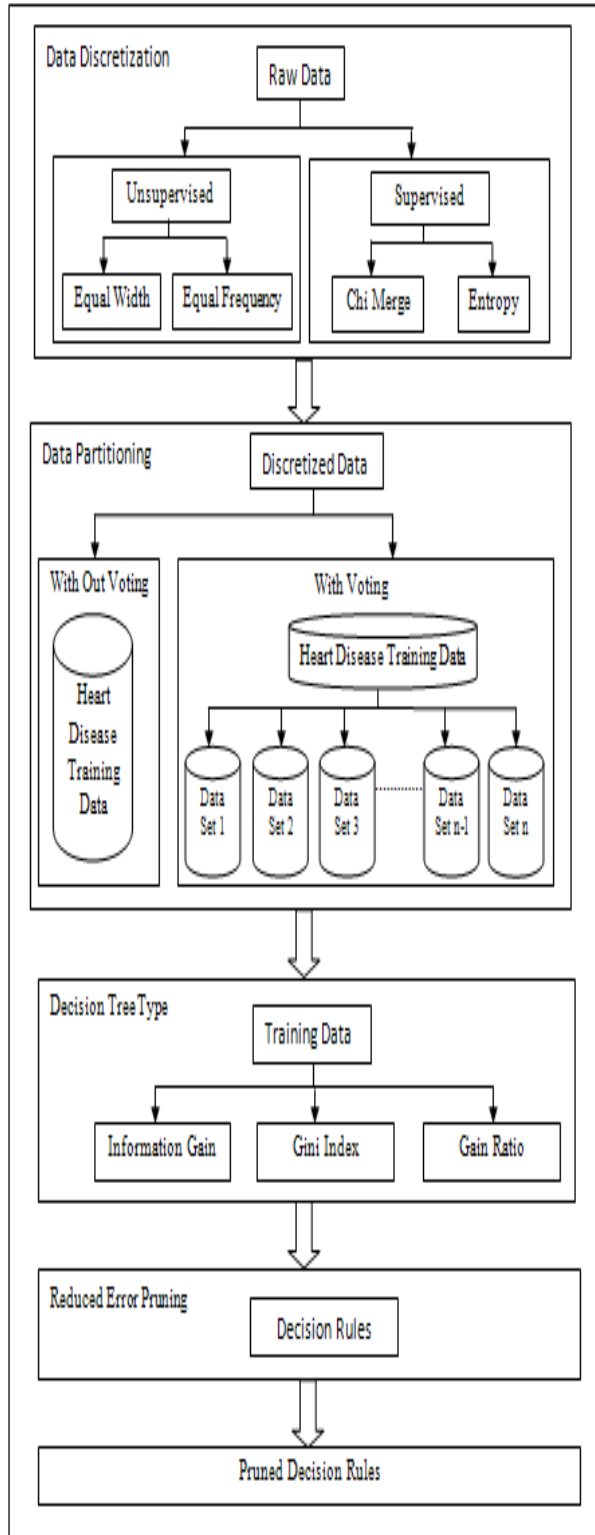 Data Discretization
Raw Data
Unsupervised
Supervised
Equal Width
Equal Frequency
Chi Merge
Entropy
Data Partitioning
Discretized Data
With Out Voting
With Voting
Heart
Disease
Training
Data
Heart Disease Training Data
Data
Set 1
Data
Set 2
Data
Set 3
Data
Set n-1
Data
Set n
Decision Tree Type
Training Data
Information Gain
Gini Index
Gain Ratio
Reduced Error Pruning
Decision Rules
Pruned Decision Rules